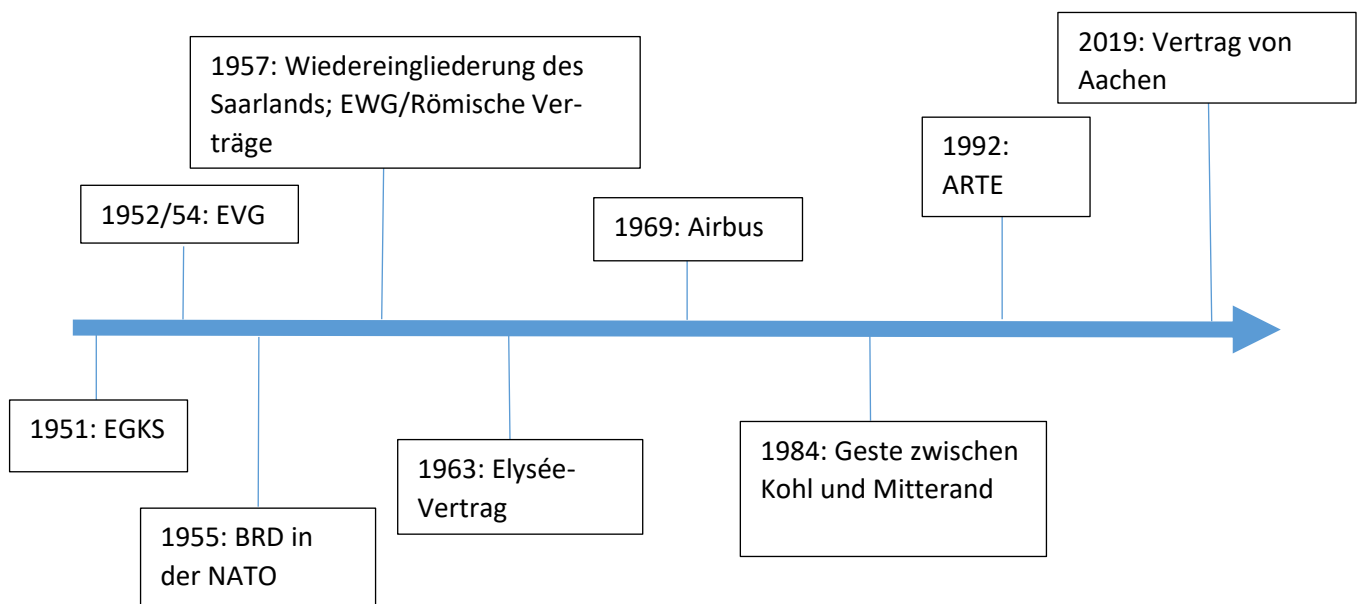 2019: Vertrag von
Aachen
1957: Wiedereingliederung des
Saarlands; EWG/Römische Ver-
träge
1992:
ARTE
1952/54: EVG
1969: Airbus
1951: EGKS
1963: Elysée-
Vertrag
1984: Geste zwischen
Kohl und Mitterand
1955: BRD in
der NATO